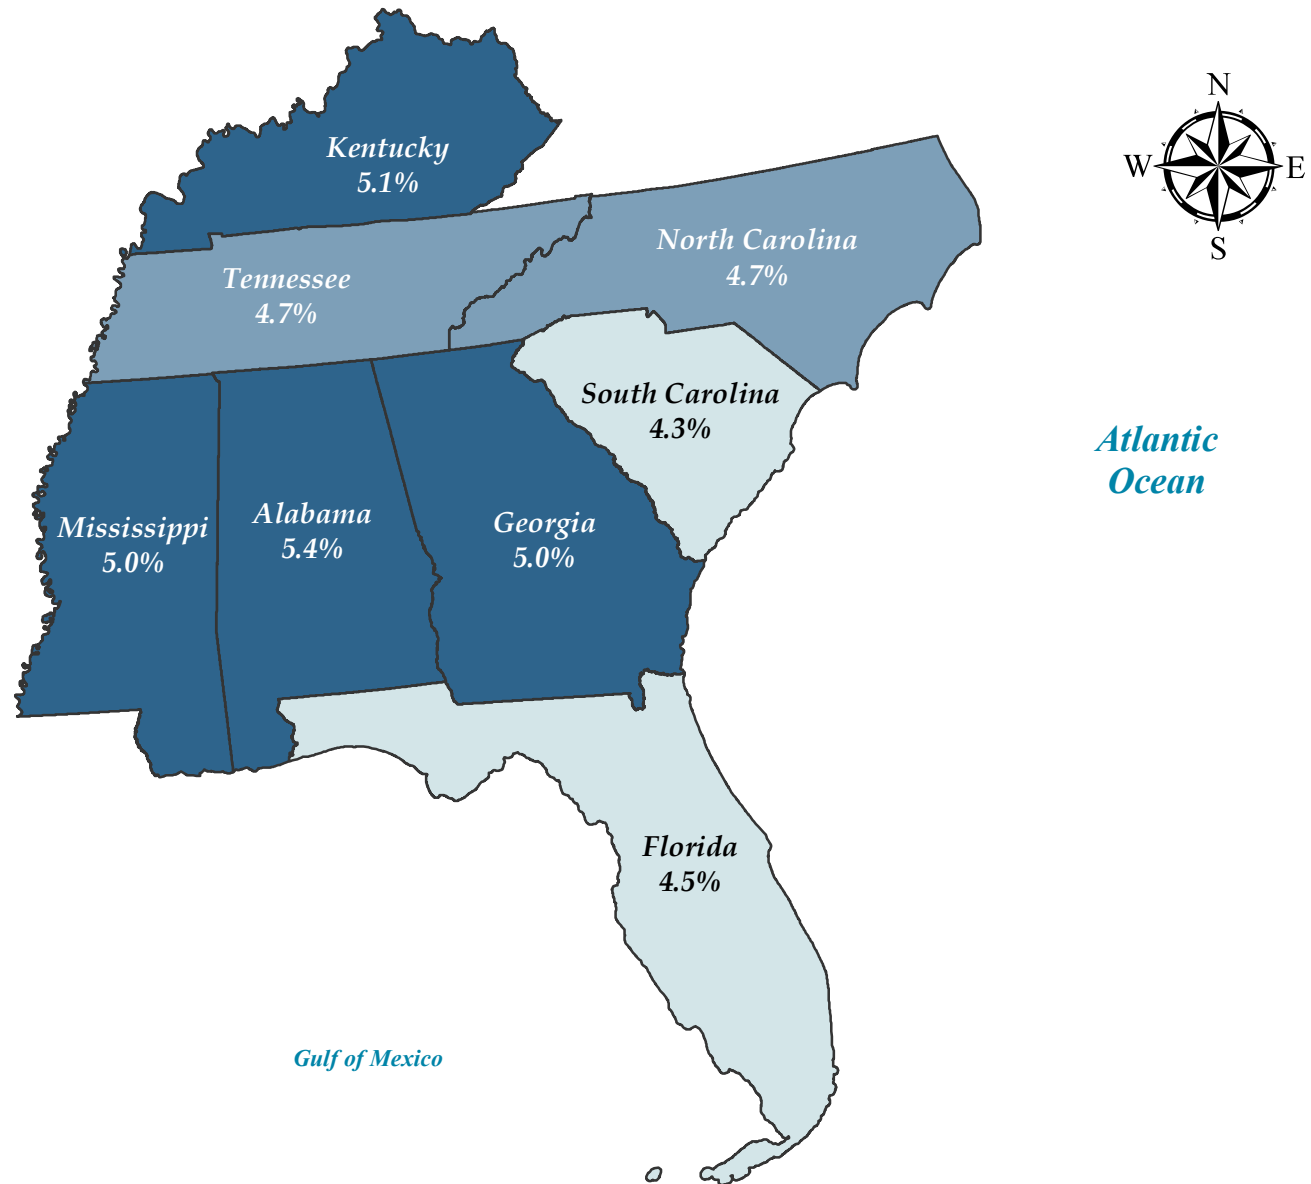 N
W
E
S
Kentucky
5.1%
North Carolina
4.7%
Tennessee
4.7%
South Carolina
4.3%
Atlantic
Ocean
Mississippi
5.0%
Alabama
5.4%
Georgia
5.0%
Florida
4.5%
Gulf of Mexico